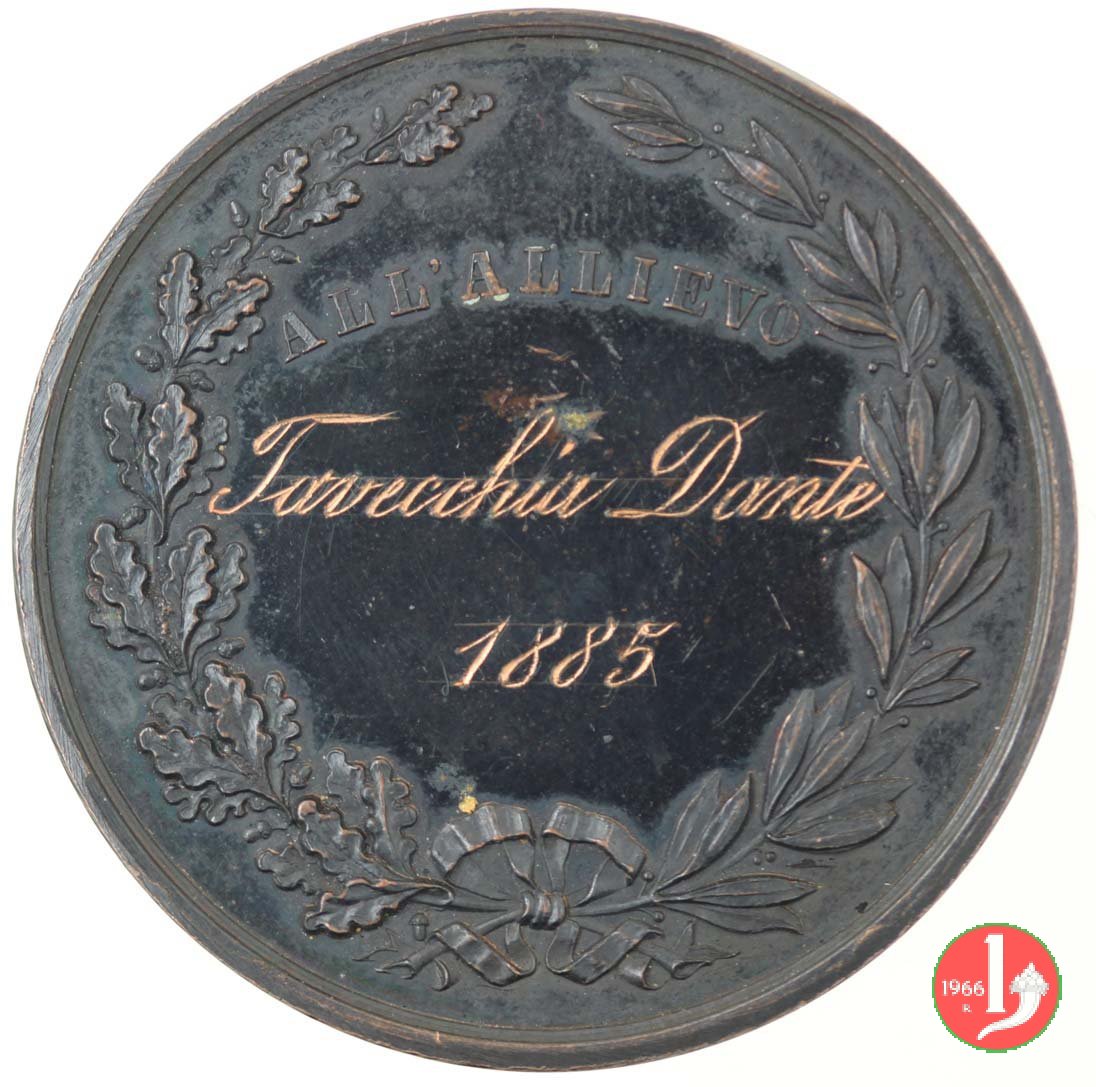 ALL'ALLIEVO
Tavecchia Dante
1885
1966
R